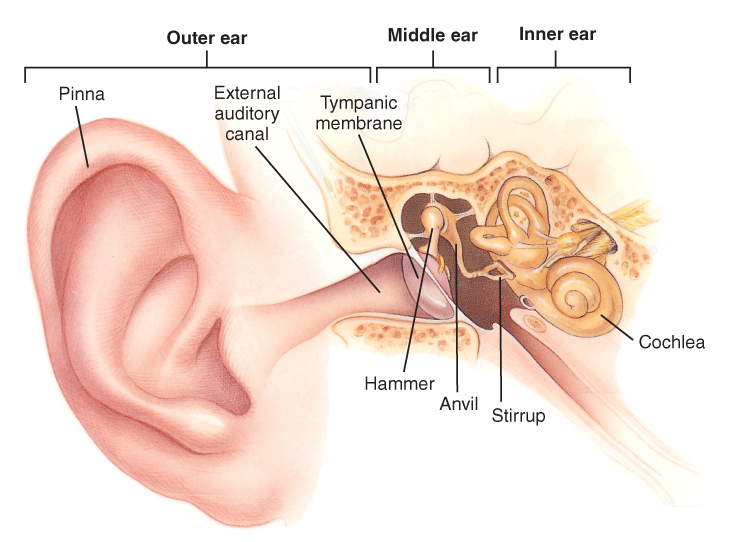 Outer ear
Middle ear
Inner ear
Pinna
External
auditory
canal
Tympanic
membrane
Cochlea
Hammer
Anvil
Stirrup